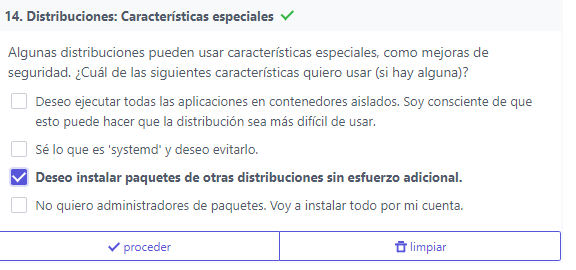 14. Distribuciones: Características especiales
Algunas distribuciones pueden usar características especiales, como mejoras de
seguridad. ¿Cuál de las siguientes características quiero usar (si hay alguna)?
Deseo ejecutar todas las aplicaciones en contenedores aislados. Soy consciente de que
esto puede hacer que la distribución sea más difícil de usar.
Sé lo que es 'systemd' y deseo evitarlo.
Deseo instalar paquetes de otras distribuciones sin esfuerzo adicional.
No quiero administradores de paquetes. Voy a instalar todo por mi cuenta.
proceder
limpiar